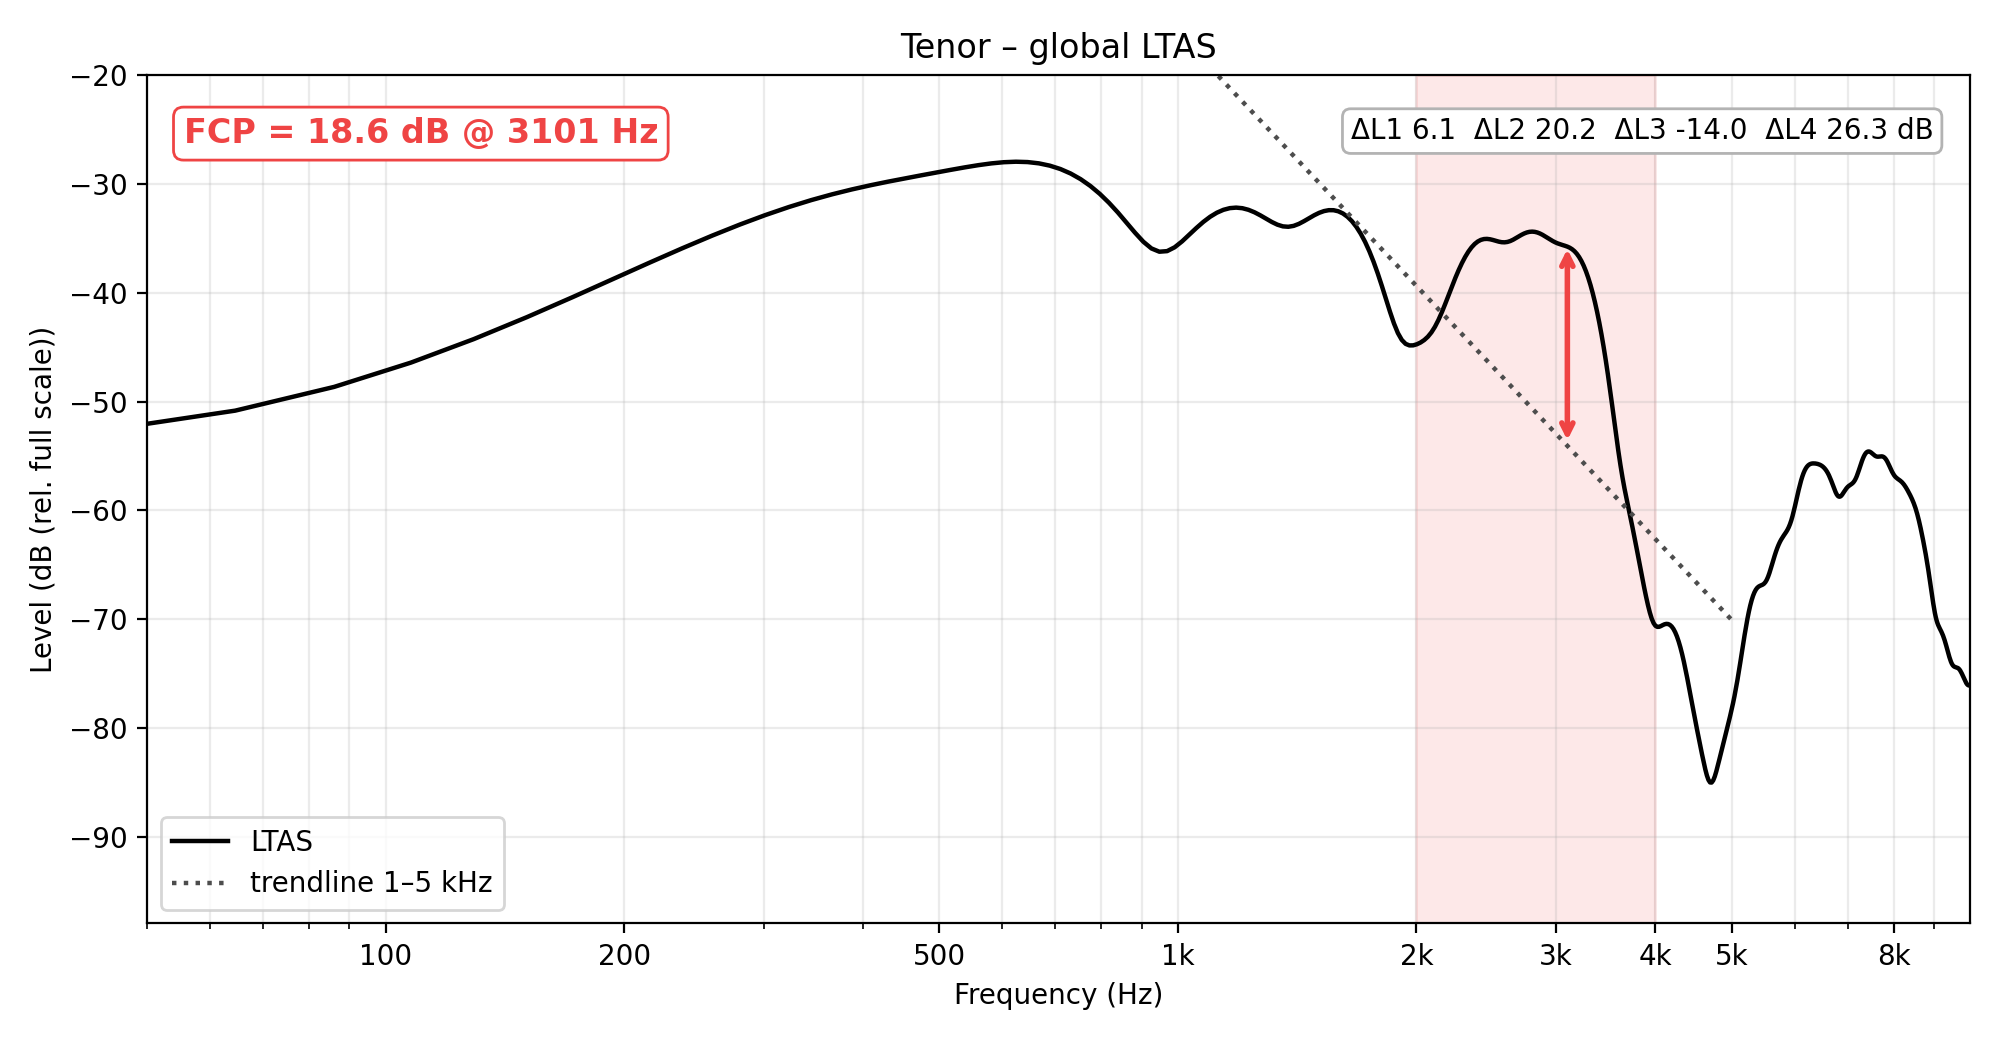 Tenor – global LTAS
FCP = 18.6 dB @ 3101 Hz
ΔL1 6.1 ΔL2 20.2 ΔL3 -14.0 ΔL4 26.3 dB
Level (dB (rel. full scale))
−20
−30
−40
−50
−60
−70
−80
−90
LTAS
trendline 1–5 kHz
100 200 500 1k 2k 3k 4k 5k 8k
Frequency (Hz)